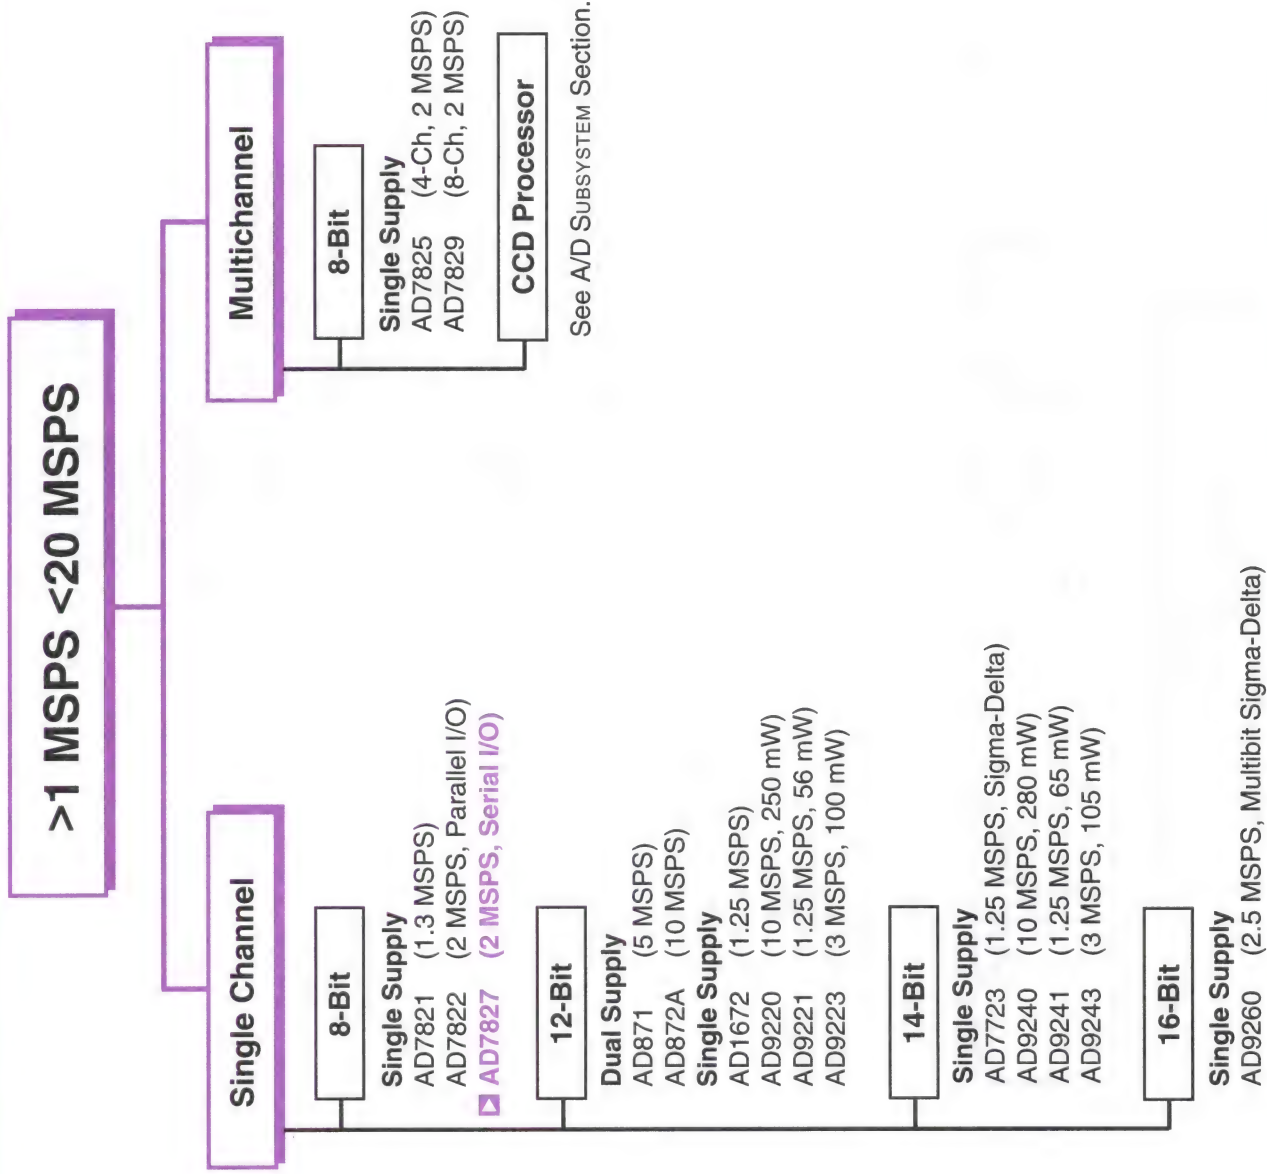 >1 MSPS <20 MSPS
Single Channel
8-Bit
Single Supply
AD7821 (1.3 MSPS)
AD7822 (2 MSPS, Parallel I/O)
AD7827 (2 MSPS, Serial I/O)
12-Bit
Dual Supply
AD871 (5 MSPS)
AD872A (10 MSPS)
Single Supply
AD1672 (1.25 MSPS)
AD9220 (10 MSPS, 250 mW)
AD9221 (1.25 MSPS, 56 mW)
AD9223 (3 MSPS, 100 mW)
14-Bit
Single Supply
AD7723 (1.25 MSPS, Sigma-Delta)
AD9240 (10 MSPS, 280 mW)
AD9241 (1.25 MSPS, 65 mW)
AD9243 (3 MSPS, 105 mW)
16-Bit
Single Supply
AD9260 (2.5 MSPS, Multibit Sigma-Delta)
Multichannel
8-Bit
Single Supply
AD7825 (4-Ch, 2 MSPS)
AD7829 (8-Ch, 2 MSPS)
CCD Processor
See A/D SUBSYSTEM Section.